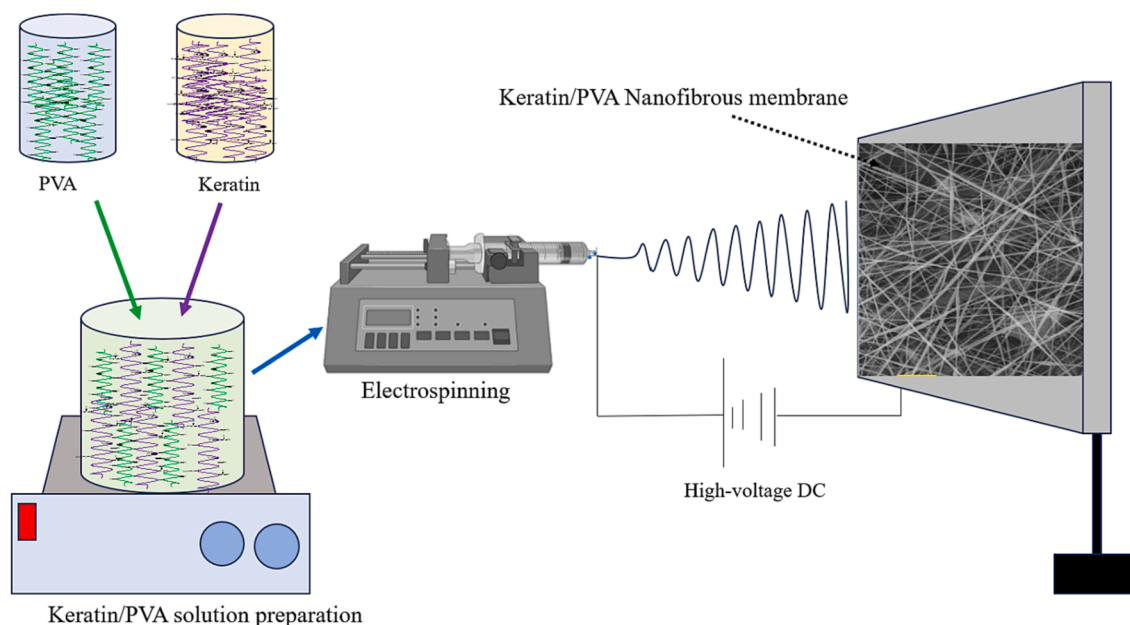 Keratin/PVA Nanofibrous membrane
PVA
Keratin
Electrospinning
High-voltage DC
Keratin/PVA solution preparation